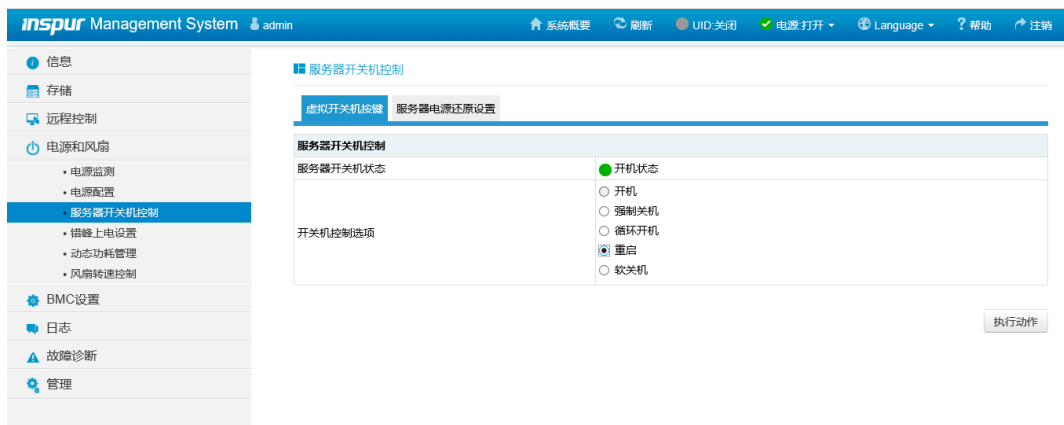 inspur Management System admin 系统概要 刷新 UID:关闭 电源:打开 Language ? 帮助 注销
信息
存储
远程控制
电源和风扇
• 电源监测
• 电源配置
• 服务器开关机控制
• 错峰上电设置
• 动态功耗管理
• 风扇转速控制
BMC设置
日志
故障诊断
管理
服务器开关机控制
虚拟开关机按键 服务器电源还原设置
服务器开关机控制
服务器开关机状态 开机状态
开关机控制选项
开机
强制关机
循环开机
重启
软关机
执行动作